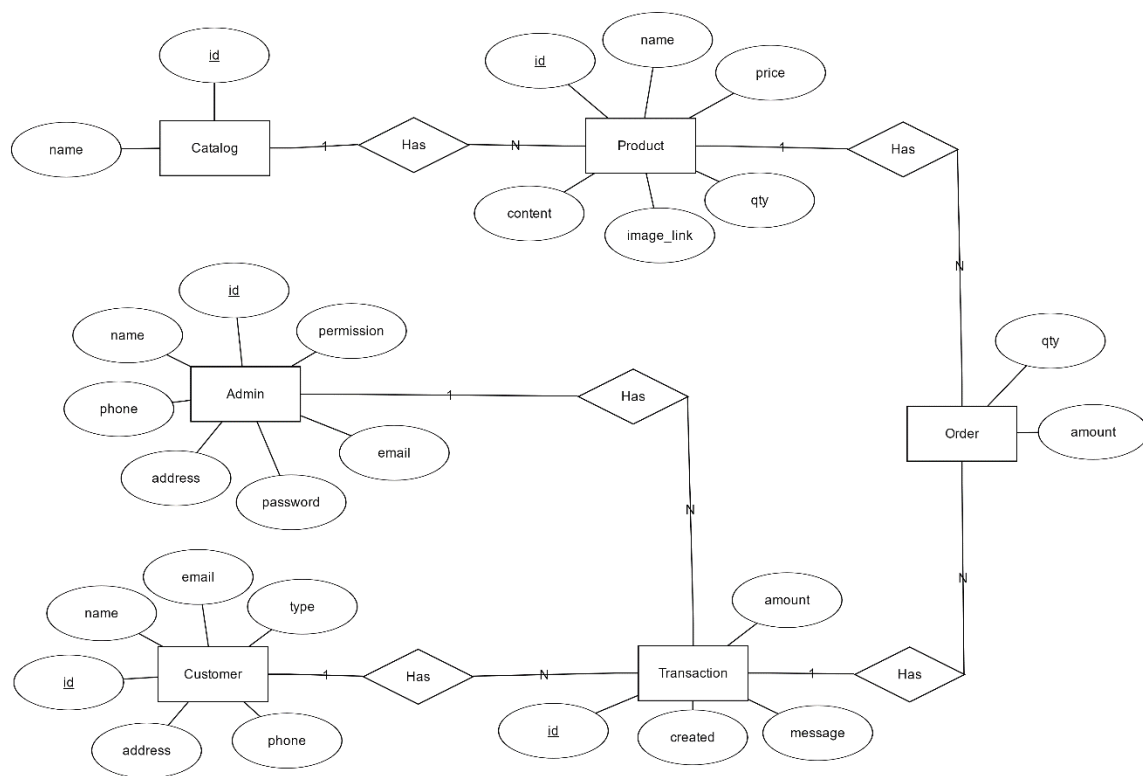 id
name
Catalog
1
Has
N
id
name
price
Product
content
image_link
qty
1
Has
N
id
name
permission
phone
Admin
address
password
email
1
Has
N
qty
Order
amount
N
email
name
type
id
Customer
address
phone
1
Has
N
amount
Transaction
id
created
message
1
Has